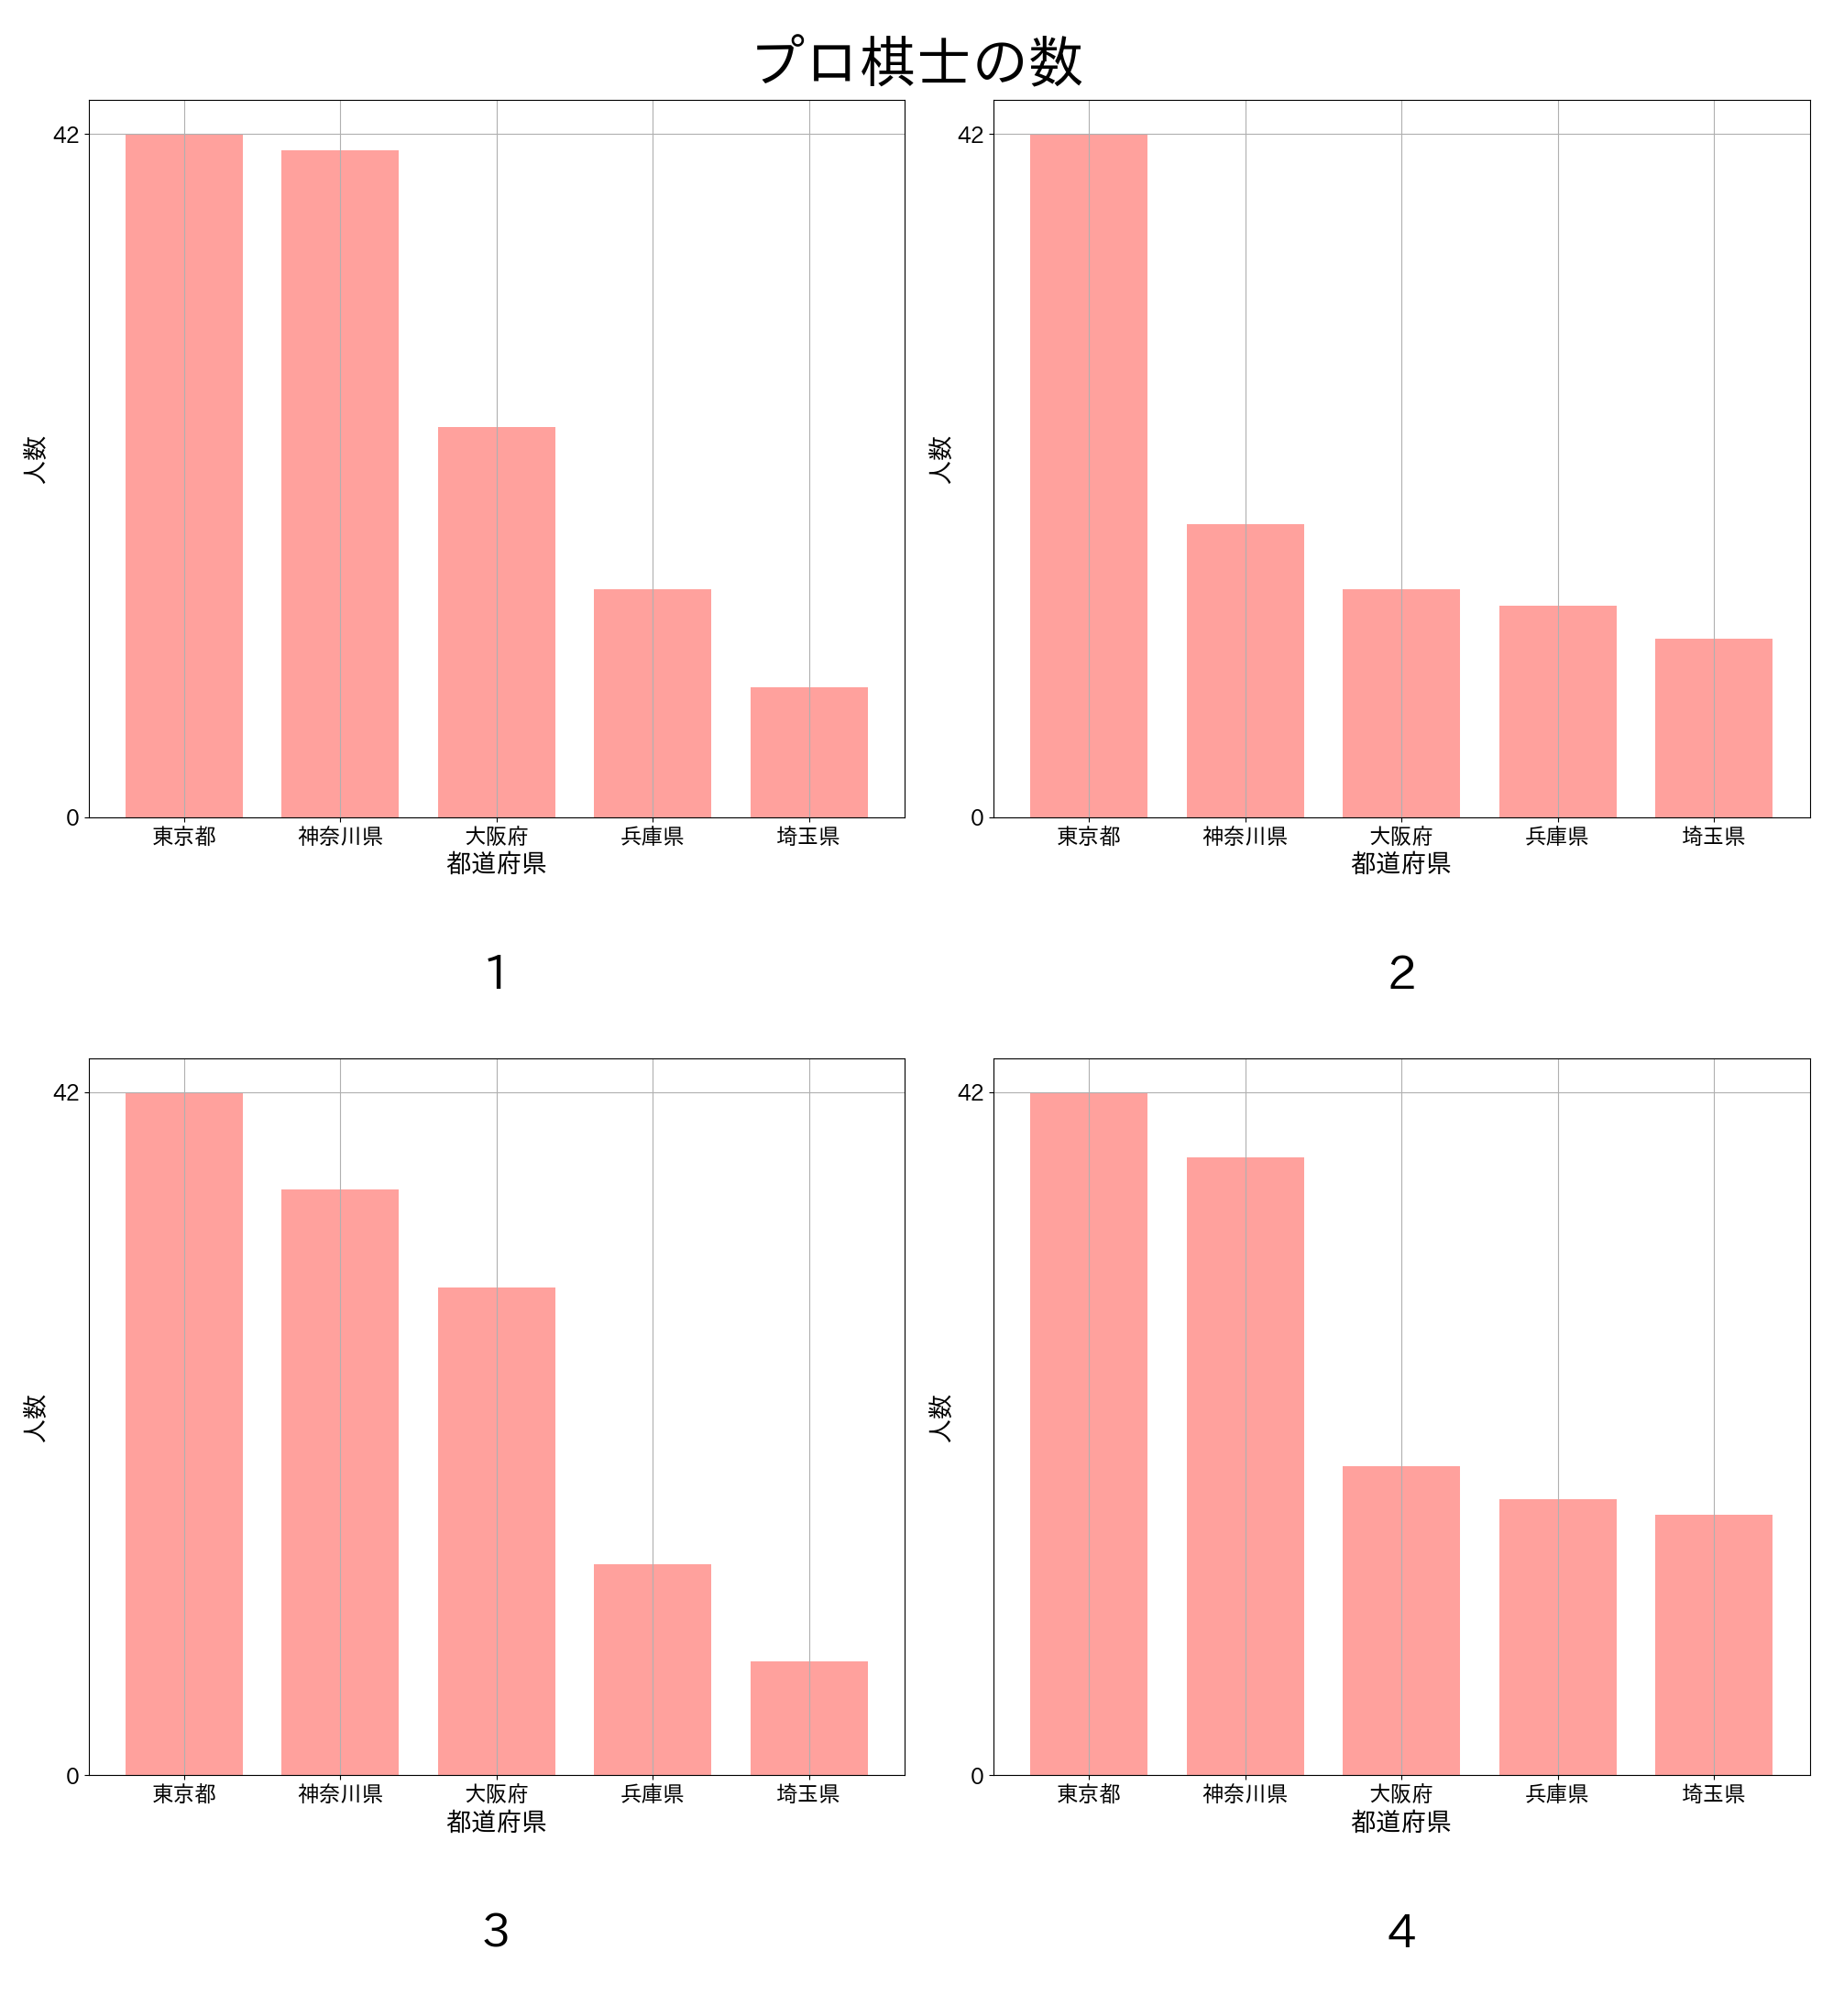 プロ棋士の数
42
0
人数
東京都 神奈川県 大阪府 兵庫県 埼玉県
都道府県
1
42
0
人数
東京都 神奈川県 大阪府 兵庫県 埼玉県
都道府県
2
42
0
人数
東京都 神奈川県 大阪府 兵庫県 埼玉県
都道府県
3
42
0
人数
東京都 神奈川県 大阪府 兵庫県 埼玉県
都道府県
4